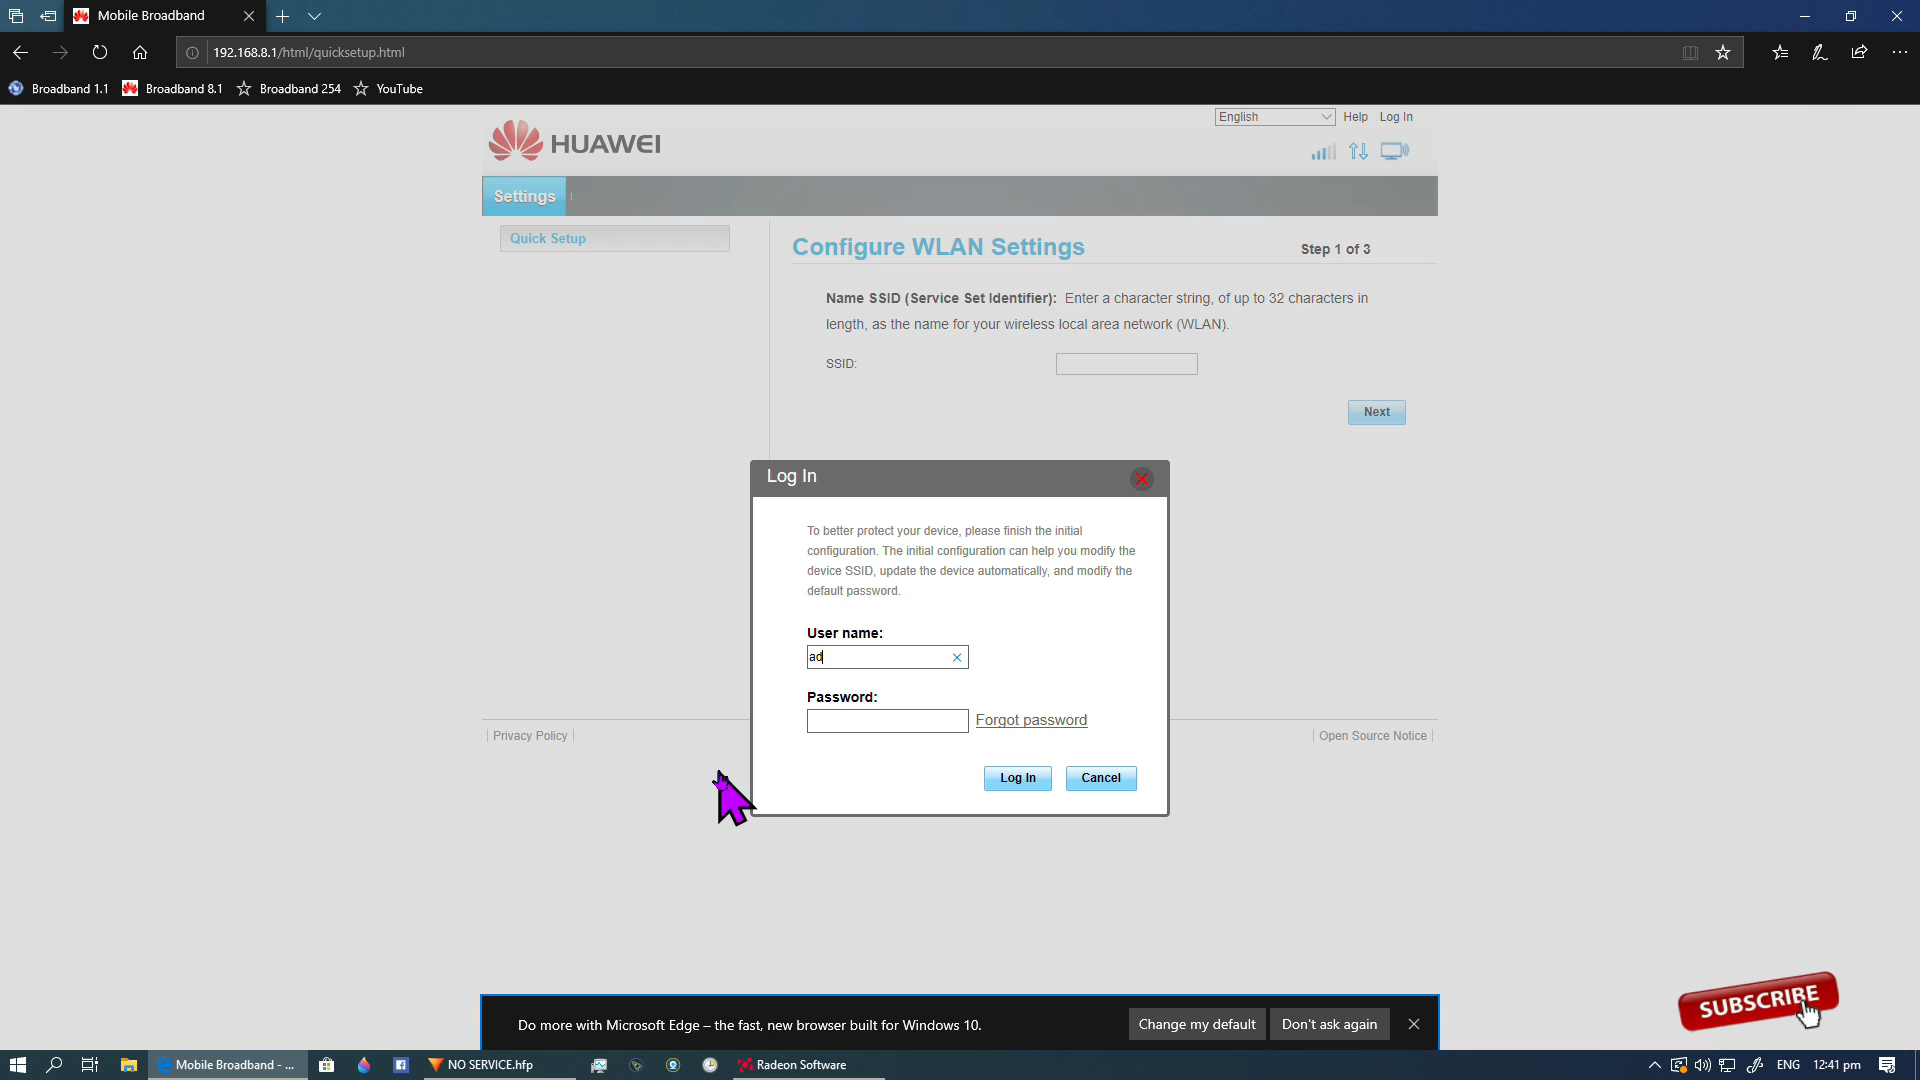 Mobile Broadband
192.168.8.1/html/quicksetup.html
Broadband 1.1
Broadband 8.1
Broadband 254
YouTube
English
Help
Log In
HUAWEI
Settings
Quick Setup
Configure WLAN Settings
Step 1 of 3
Name SSID (Service Set Identifier): Enter a character string, of up to 32 characters in
length, as the name for your wireless local area network (WLAN).
SSID:
Next
Log In
To better protect your device, please finish the initial
configuration. The initial configuration can help you modify the
device SSID, update the device automatically, and modify the
default password.
User name:
ad
Password:
Forgot password
Log In
Cancel
Privacy Policy
Open Source Notice
SUBSCRIBE
Do more with Microsoft Edge – the fast, new browser built for Windows 10.
Change my default
Don't ask again
Mobile Broadband - ...
NO SERVICE.hfp
Radeon Software
ENG
12:41 pm